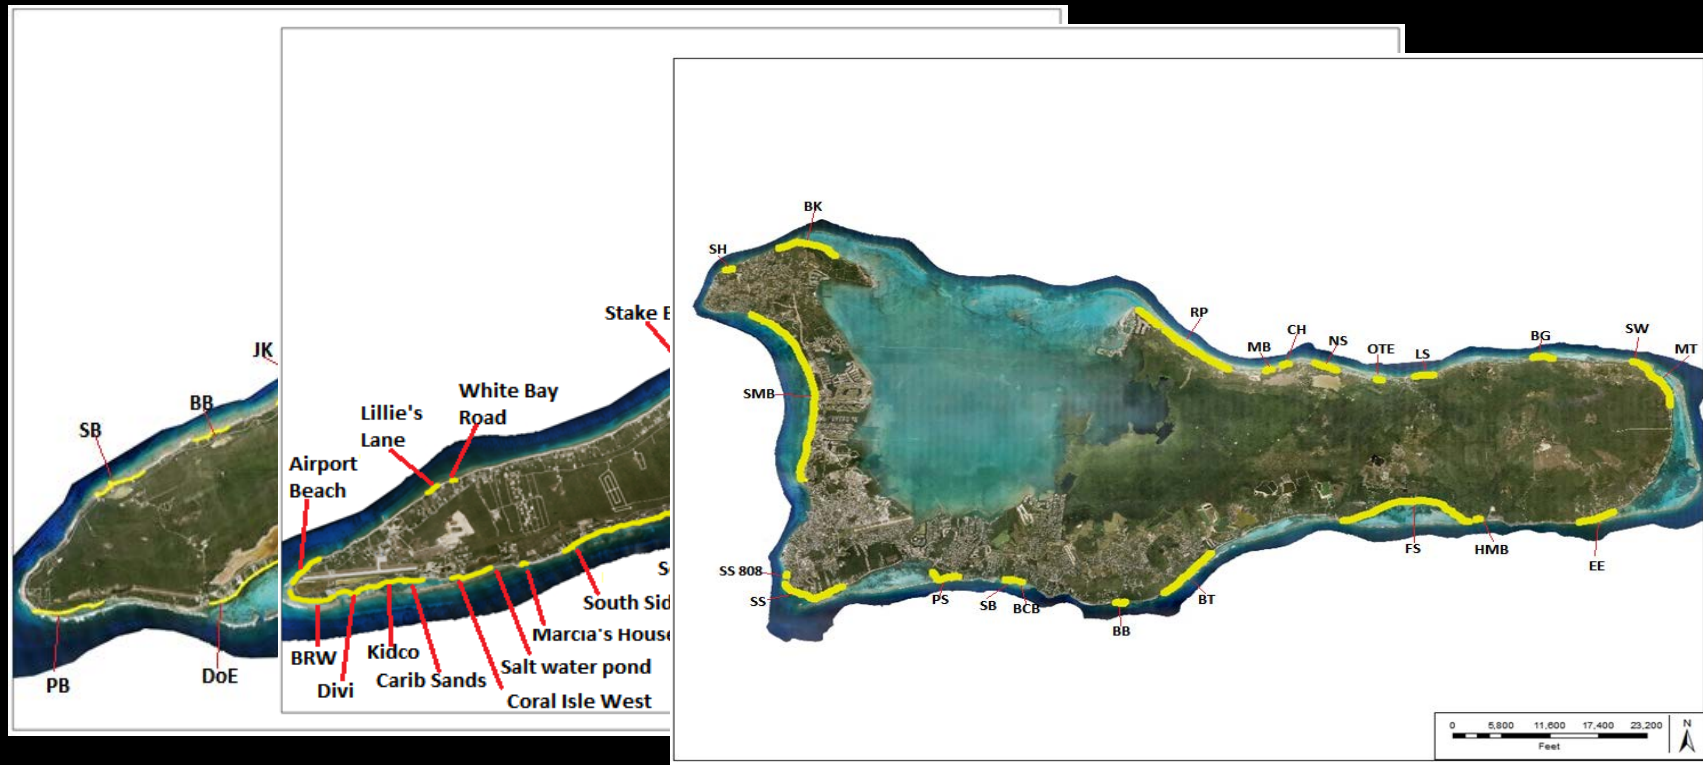 JK
BB
SB
PB
DoE
Stake B
White Bay
Road
Lillie's
Lane
Airport
Beach
South Sid
Marcia's House
Salt water pond
Coral Isle West
Carib Sands
Kidco
Divi
BRW
BK
SH
SMB
RP
MB
CH
NS
OTE
LS
BG
SW
MT
SS 808
SS
PS
SB
BCB
BB
BT
FS
HMB
EE
0 5,800 11,600 17,400 23,200
Feet
N